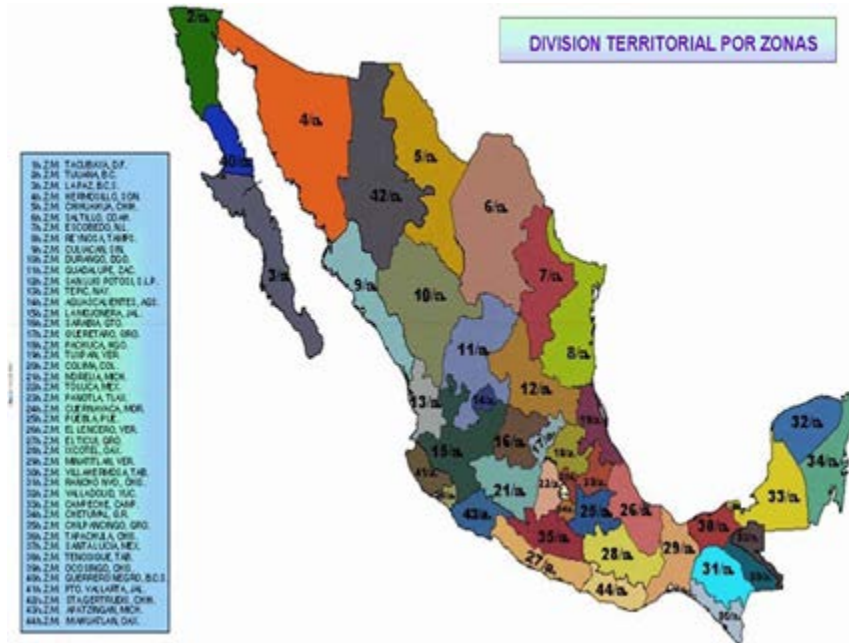 DIVISION TERRITORIAL POR ZONAS
2/a.
4/a.
40/a.
3/a
42/a.
5/a.
6/a.
7/a.
8/a.
9/a.
10/a.
11/a.
12/a.
13/a.
14/a.
15/a.
16/a.
17/a.
18/a.
19/a.
21/a.
22/a.
23/a.
25/a.
26/a.
27/a.
28/a.
29/a.
30/a.
31/a.
32/a.
33/a.
34/a.
35/a.
41/a.
43/a.
44/a.
1a. Z.M. TACUBAYA, D.F.
2a. Z.M. TIJUANA, B.C.
3a. Z.M. LA PAZ, B.C.S.
4a. Z.M. HERMOSILLO, SON.
5a. Z.M. CHIHUAHUA, CHIH.
6a. Z.M. SALTILLO, COAH.
7a. Z.M. ESCOBEDO, N.L.
8a. Z.M. REYNOSA, TAMPS.
9a. Z.M. CULIACAN, SIN.
10a. Z.M. DURANGO, DGO.
11a. Z.M. GUADALUPE, ZAC.
12a. Z.M. SAN LUIS POTOSI, S.L.P.
13a. Z.M. TEPIC, NAY.
14a. Z.M. AGUASCALIENTES, AGS.
15a. Z.M. LA MOJONERA, JAL.
16a. Z.M. SARABIA, GTO.
17a. Z.M. QUERETARO, QRO.
18a. Z.M. PACHUCA, HGO.
19a. Z.M. TUXPAN, VER.
20a. Z.M. COLIMA, COL.
21a. Z.M. MORELIA, MICH.
22a. Z.M. TOLUCA, MEX.
23a. Z.M. PANOTLA, TLAX.
24a. Z.M. CUERNAVACA, MOR.
25a. Z.M. PUEBLA, PUE.
26a. Z.M. EL LENCERO, VER.
27a. Z.M. EL TICUI, GRO.
28a. Z.M. IXCOTEL, OAX.
29a. Z.M. MINATITLAN, VER.
30a. Z.M. VILLAHERMOSA, TAB.
31a. Z.M. RANCHO NVO., CHIS.
32a. Z.M. VALLADOLID, YUC.
33a. Z.M. CAMPECHE, CAMP.
34a. Z.M. CHETUMAL, Q.R.
35a. Z.M. CHILPANCINGO, GRO.
36a. Z.M. TAPACHULA, CHIS.
37a. Z.M. SANTA LUCIA, MEX.
38a. Z.M. TENOSIQUE, TAB.
39a. Z.M. OCOSINGO, CHIS.
40a. Z.M. GUERRERO NEGRO, B.C.S.
41a. Z.M. PTO. VALLARTA, JAL.
42a. Z.M. STA. GERTRUDIS, CHIH.
43a. Z.M. APATZINGAN, MICH.
44a. Z.M. MIAHUATLAN, OAX.